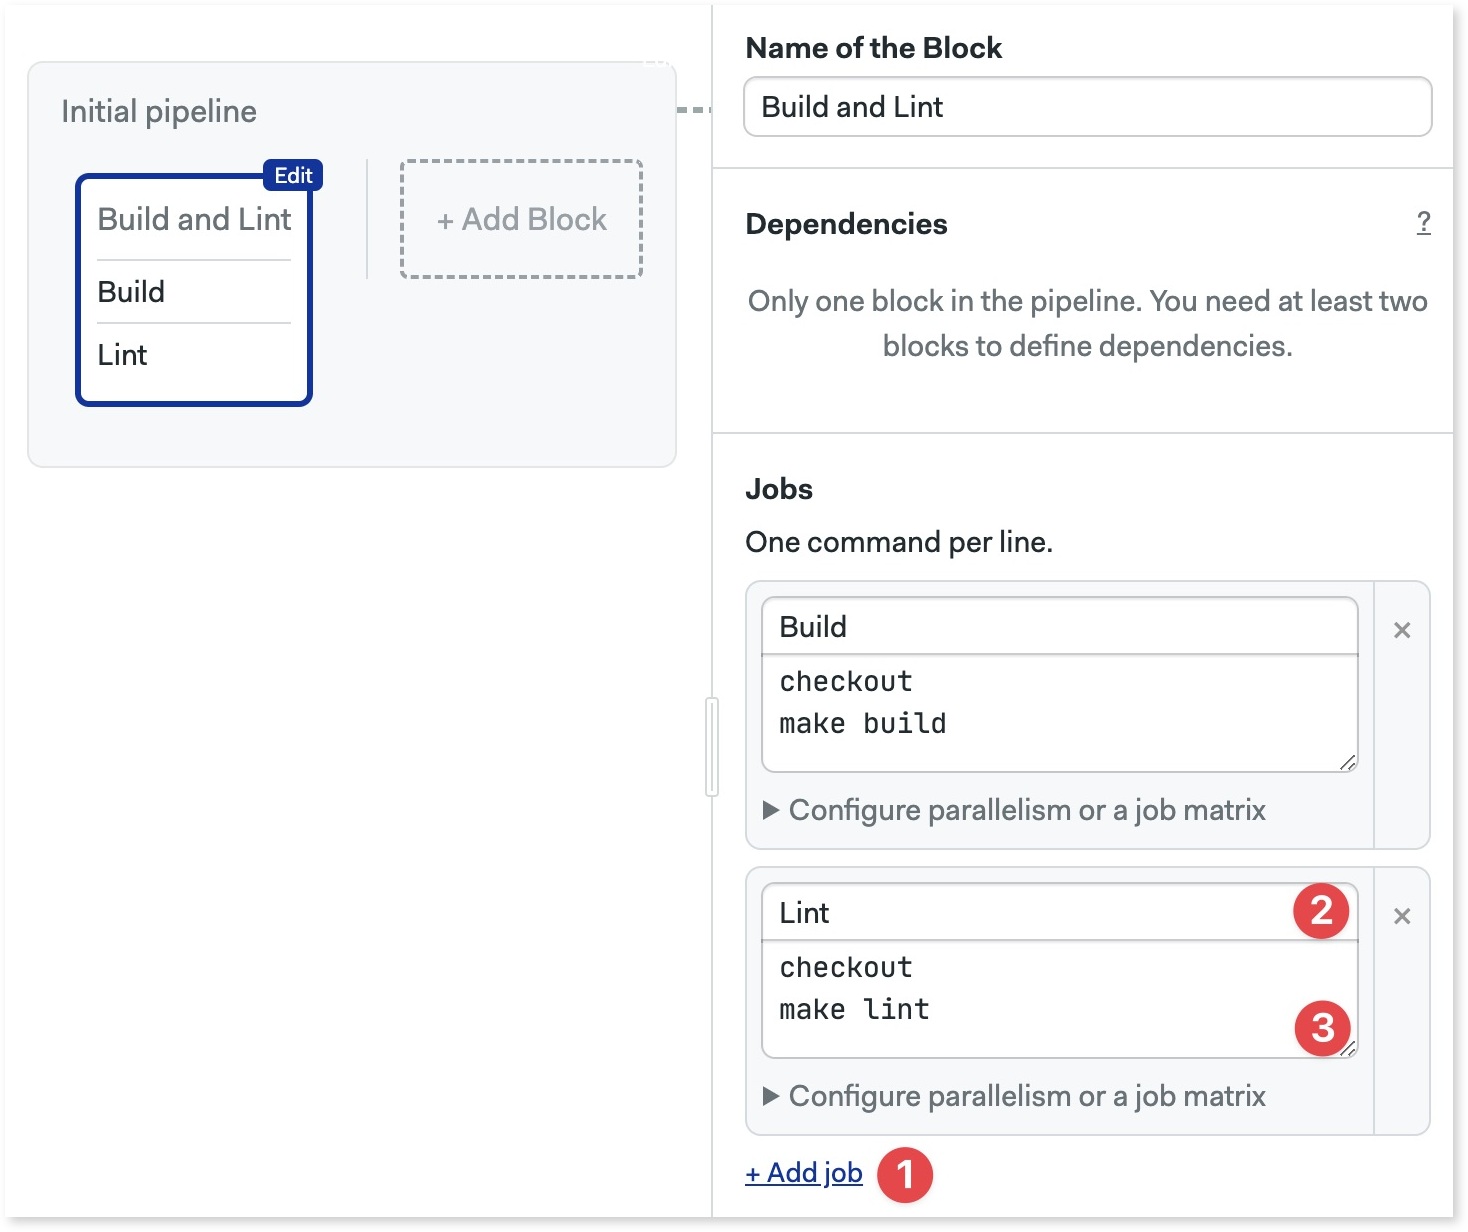 Initial pipeline
Edit
Build and Lint
Build
Lint
+ Add Block
Name of the Block
Build and Lint
Dependencies
?
Only one block in the pipeline. You need at least two
blocks to define dependencies.
Jobs
One command per line.
Build
×
checkout
make build
▶ Configure parallelism or a job matrix
Lint
2
×
checkout
make lint
3
▶ Configure parallelism or a job matrix
+ Add job
1